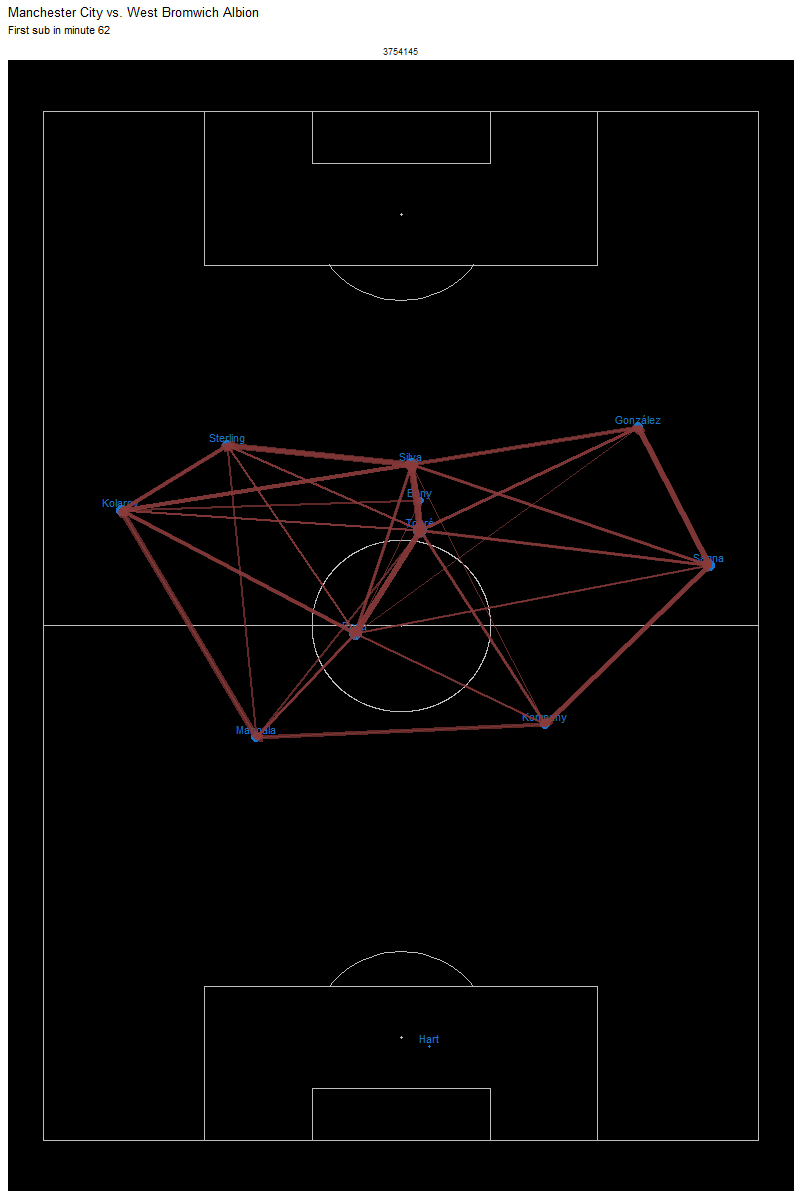 Manchester City vs. West Bromwich Albion
First sub in minute 62
3754145
González
Sterling
Silva
Bony
Kolarov
Touré
Sagna
Kompany
Mangala
Hart